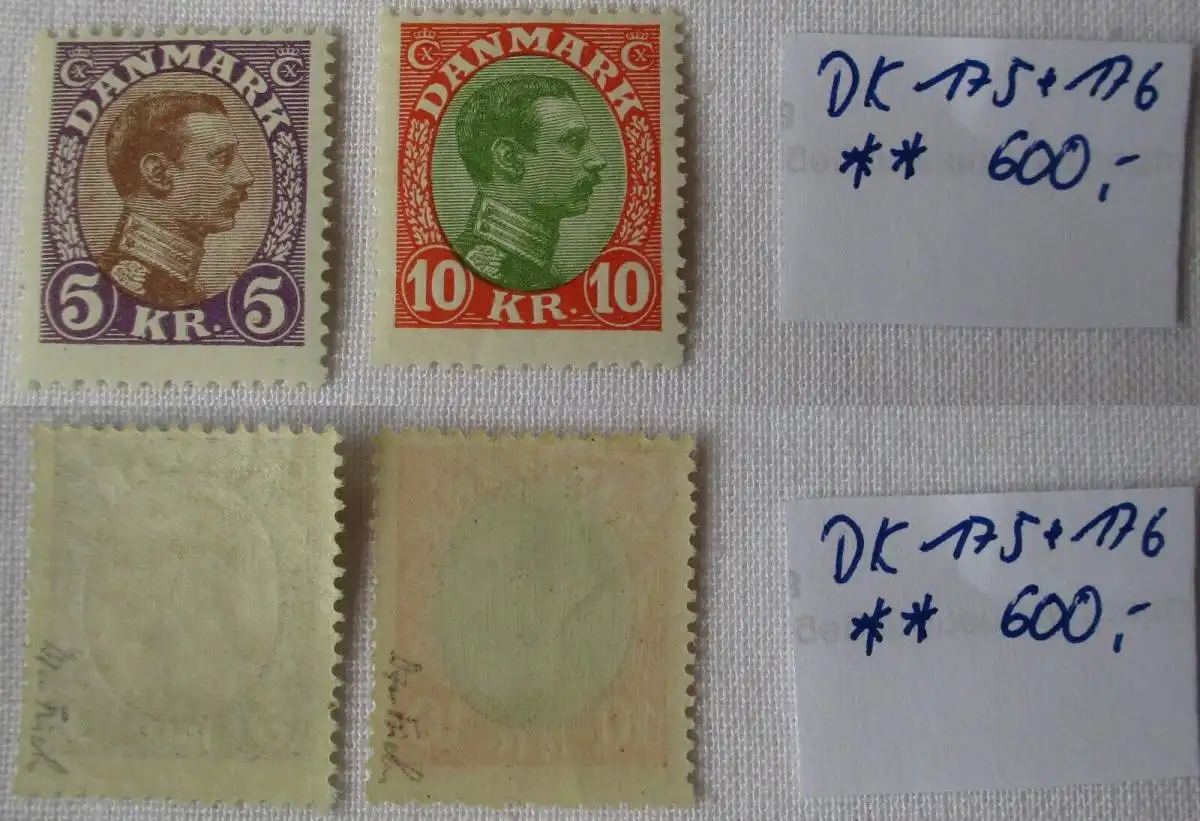 DANMARK
5 KR. 5
DANMARK
10 KR. 10
DK 175+176
** 600,-
DK 175+176
** 600,-